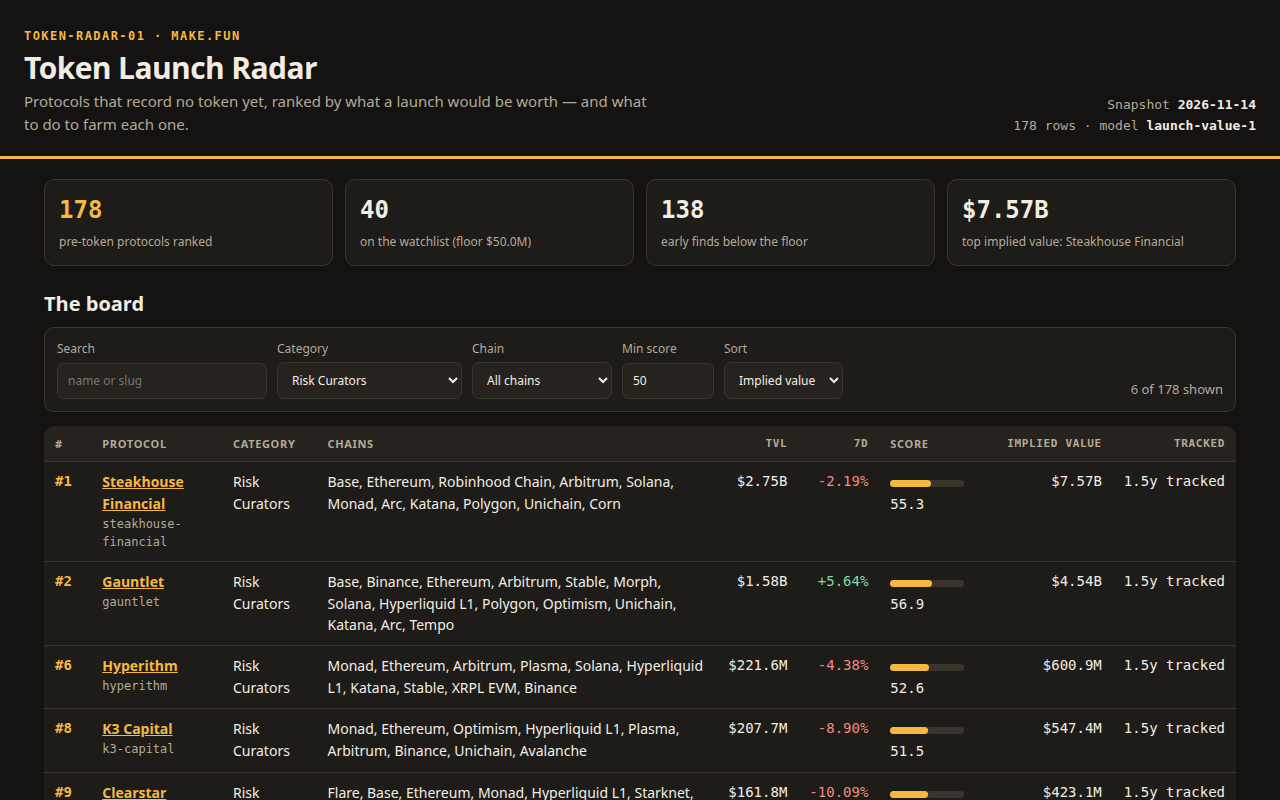 TOKEN-RADAR-01 · MAKE.FUN
Token Launch Radar
Protocols that record no token yet, ranked by what a launch would be worth — and what
to do to farm each one.
Snapshot 2026-11-14
178 rows · model launch-value-1
178
pre-token protocols ranked
40
on the watchlist (floor $50.0M)
138
early finds below the floor
$7.57B
top implied value: Steakhouse Financial
The board
Search
Category
Chain
Min score
Sort
name or slug
Risk Curators
All chains
50
Implied value
6 of 178 shown
# PROTOCOL CATEGORY CHAINS TVL 7D SCORE IMPLIED VALUE TRACKED
#1 Steakhouse Risk Base, Ethereum, Robinhood Chain, Arbitrum, Solana, $2.75B -2.19% $7.57B 1.5y tracked
Financial Curators Monad, Arc, Katana, Polygon, Unichain, Corn 55.3
steakhouse-
financial
#2 Gauntlet Risk Base, Binance, Ethereum, Arbitrum, Stable, Morph, $1.58B +5.64% $4.54B 1.5y tracked
gauntlet Curators Solana, Hyperliquid L1, Polygon, Optimism, Unichain, 56.9
Katana, Arc, Tempo
#6 Hyperithm Risk Monad, Ethereum, Arbitrum, Plasma, Solana, Hyperliquid $221.6M -4.38% $600.9M 1.5y tracked
hyperithm Curators L1, Katana, Stable, XRPL EVM, Binance 52.6
#8 K3 Capital Risk Monad, Ethereum, Optimism, Hyperliquid L1, Plasma, $207.7M -8.90% $547.4M 1.5y tracked
k3-capital Curators Arbitrum, Binance, Unichain, Avalanche 51.5
#9 Clearstar Risk Flare, Base, Ethereum, Monad, Hyperliquid L1, Starknet, $161.8M -10.09% $423.1M 1.5y tracked